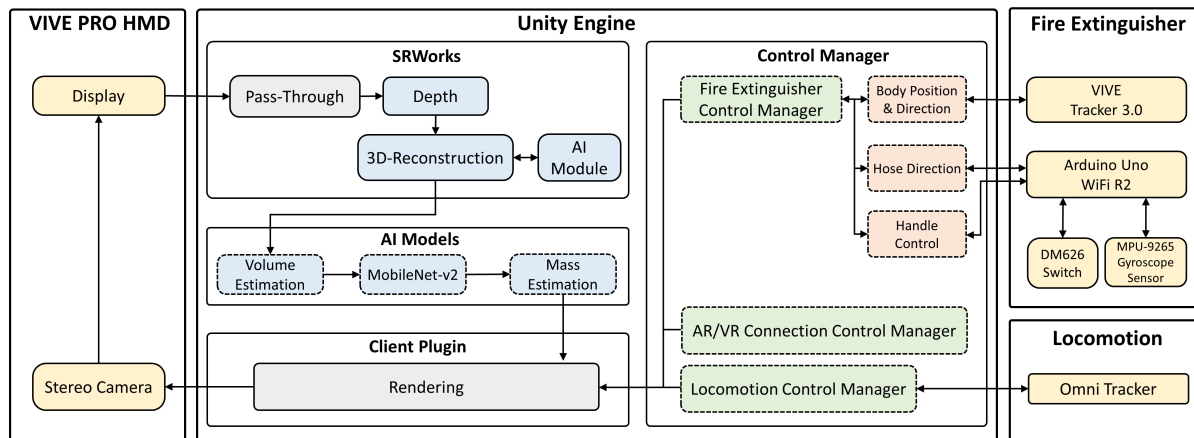 VIVE PRO HMD
Display
Stereo Camera
Unity Engine
SRWorks
Pass-Through
Depth
3D-Reconstruction
AI
Module
AI Models
Volume
Estimation
MobileNet-v2
Mass
Estimation
Client Plugin
Rendering
Control Manager
Fire Extinguisher
Control Manager
Body Position
& Direction
Hose Direction
Handle
Control
AR/VR Connection Control Manager
Locomotion Control Manager
Fire Extinguisher
VIVE
Tracker 3.0
Arduino Uno
WiFi R2
DM626
Switch
MPU-9265
Gyroscope
Sensor
Locomotion
Omni Tracker